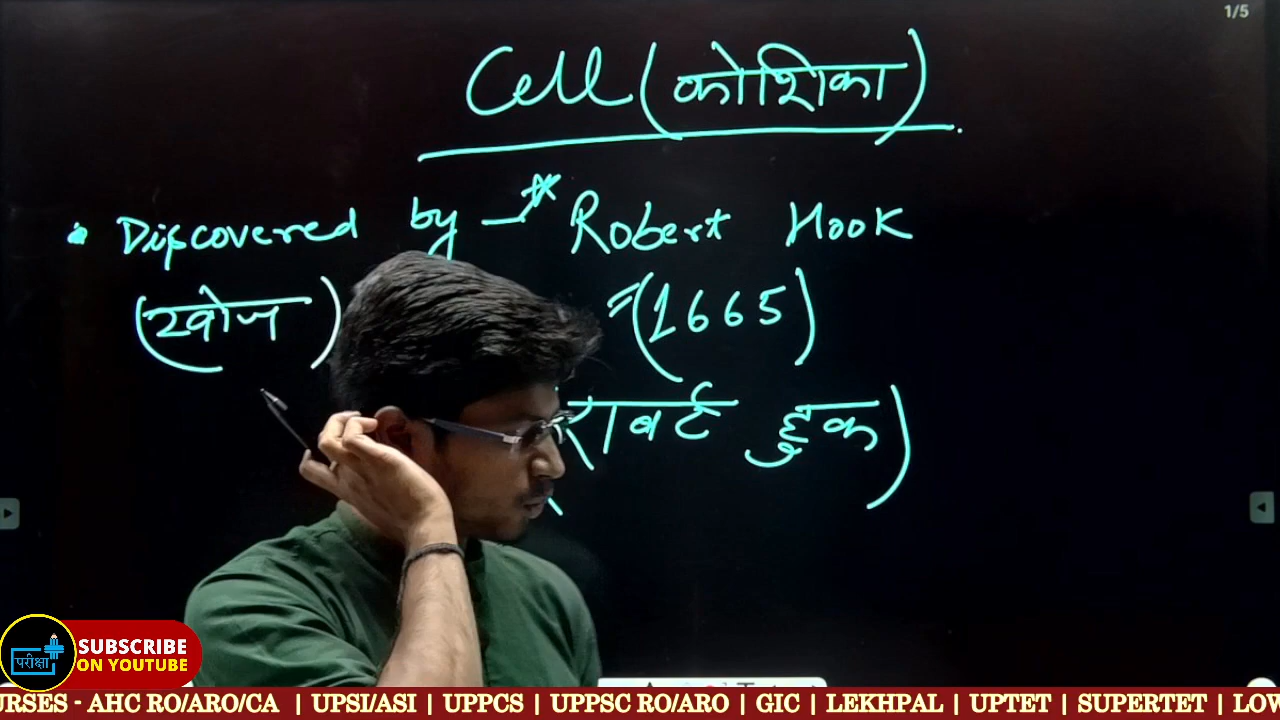 1/5
Cell (कोशिका)
• Discovered by → Robert Hook
(खोज) = (1665)
(राबर्ट हुक)
परीक्षा
SUBSCRIBE
ON YOUTUBE
URSES - AHC RO/ARO/CA | UPSI/ASI | UPPCS | UPPSC RO/ARO | GIC | LEKHPAL | UPTET | SUPERTET | LOW